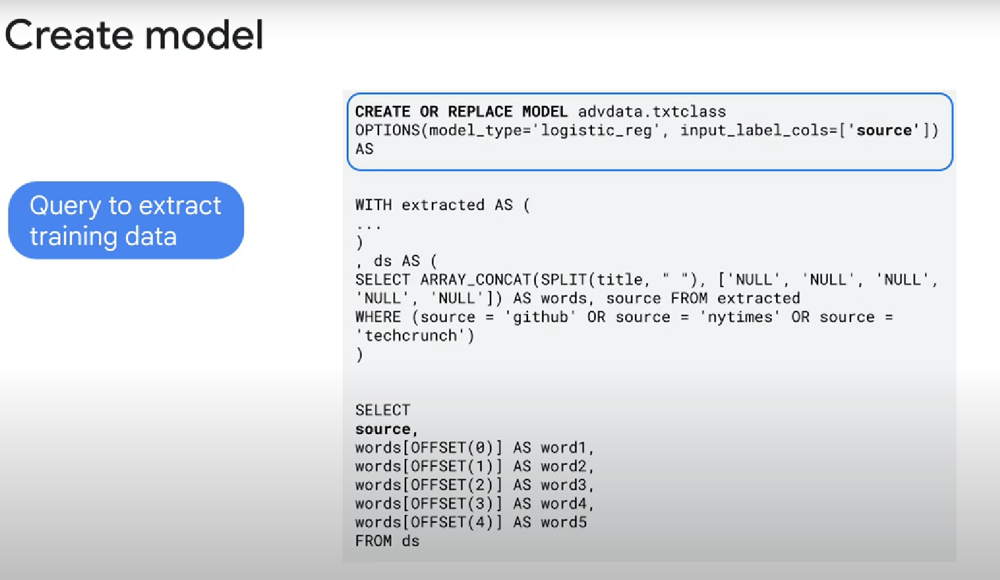 Create model
Query to extract
training data
CREATE OR REPLACE MODEL advdata.txtclass
OPTIONS(model_type='logistic_reg', input_label_cols=['source'])
AS
WITH extracted AS (
...
)
, ds AS (
SELECT ARRAY_CONCAT(SPLIT(title, " "), ['NULL', 'NULL', 'NULL',
'NULL', 'NULL']) AS words, source FROM extracted
WHERE (source = 'github' OR source = 'nytimes' OR source =
'techcrunch')
)
SELECT
source,
words[OFFSET(0)] AS word1,
words[OFFSET(1)] AS word2,
words[OFFSET(2)] AS word3,
words[OFFSET(3)] AS word4,
words[OFFSET(4)] AS word5
FROM ds